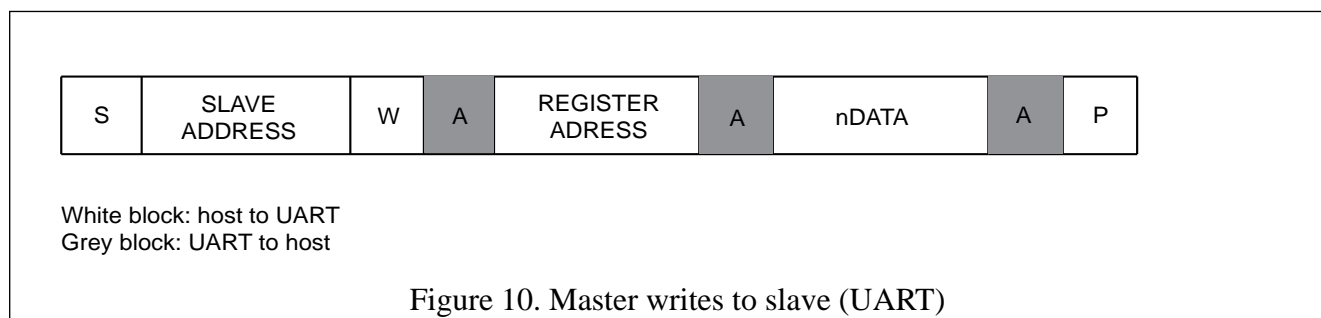 S
SLAVE
ADDRESS
W
A
REGISTER
ADRESS
A
nDATA
A
P
White block: host to UART
Grey block: UART to host
Figure 10. Master writes to slave (UART)